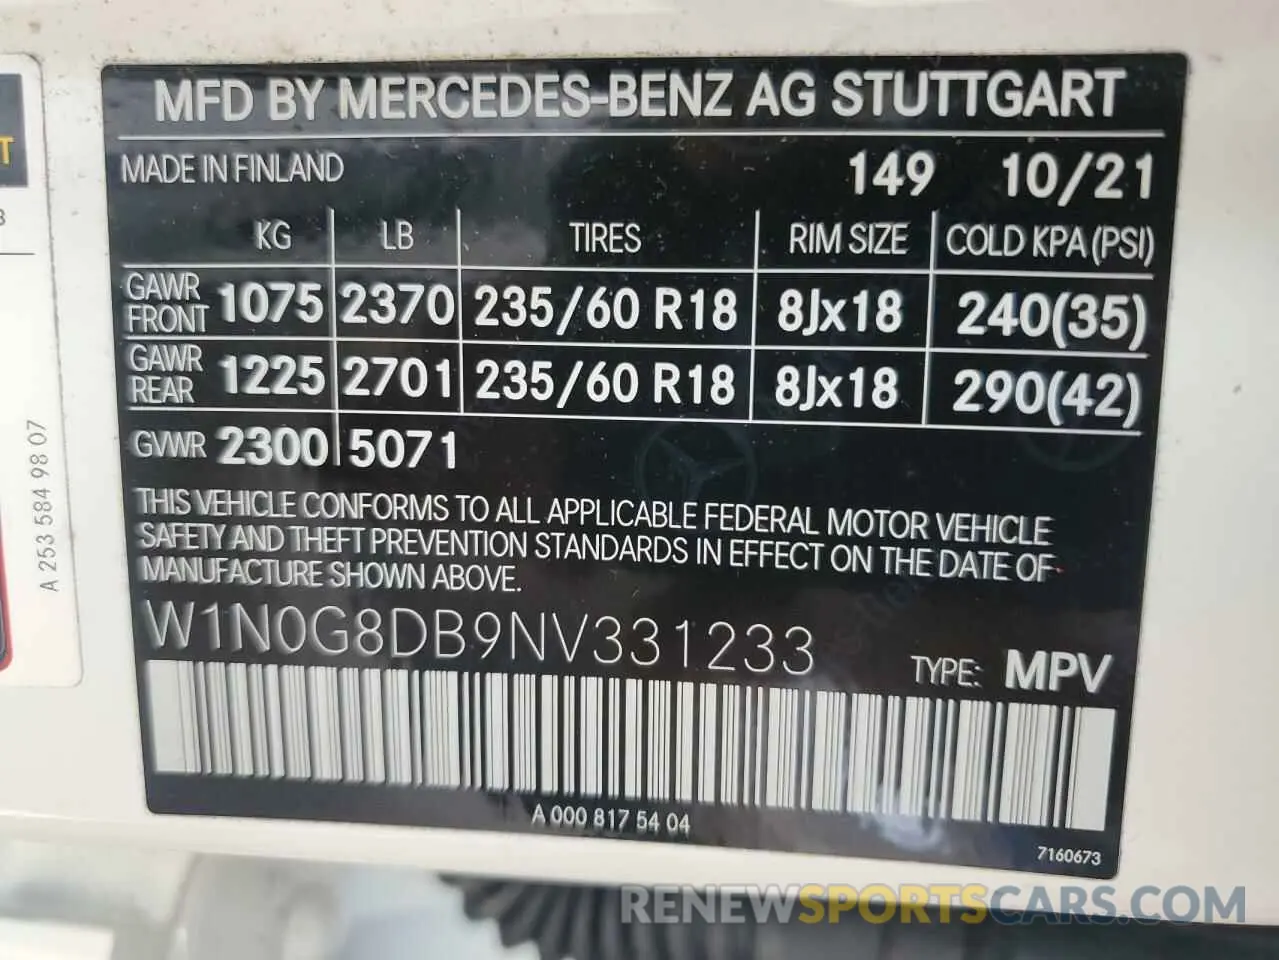 MFD BY MERCEDES-BENZ AG STUTTGART
MADE IN FINLAND 149 10/21
KG LB TIRES RIM SIZE COLD KPA (PSI)
GAWR FRONT 1075 2370 235/60 R18 8Jx18 240(35)
GAWR REAR 1225 2701 235/60 R18 8Jx18 290(42)
GVWR 2300 5071
THIS VEHICLE CONFORMS TO ALL APPLICABLE FEDERAL MOTOR VEHICLE
SAFETY AND THEFT PREVENTION STANDARDS IN EFFECT ON THE DATE OF
MANUFACTURE SHOWN ABOVE.
W1N0G8DB9NV331233 TYPE: MPV
A 000 817 54 04
7160673
A 253 584 98 07
T
RENEWSPORTSCARS.COM